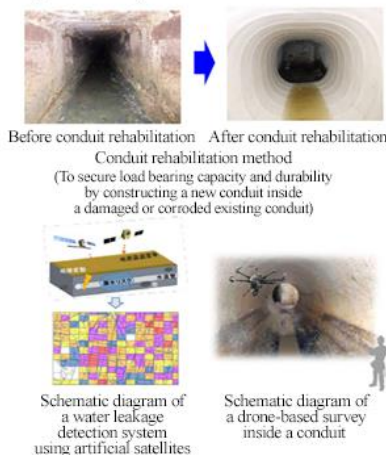 Before conduit rehabilitation
After conduit rehabilitation
Conduit rehabilitation method
(To secure load bearing capacity and durability
by constructing a new conduit inside
a damaged or corroded existing conduit)
Schematic diagram of
a water leakage
detection system
using artificial satellites
Schematic diagram of
a drone-based survey
inside a conduit